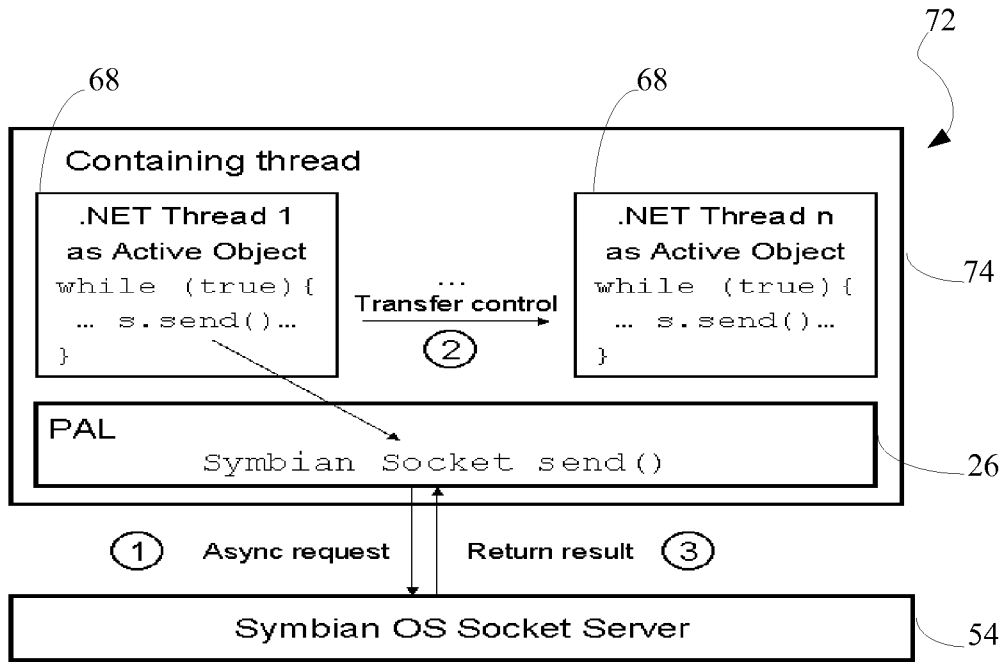 72
68
68
Containing thread
.NET Thread 1
as Active Object
while (true){
… s.send()…
}
…
Transfer control
2
.NET Thread n
as Active Object
while (true){
… s.send()…
}
74
PAL
Symbian Socket send()
26
1
Async request
Return result
3
Symbian OS Socket Server
54